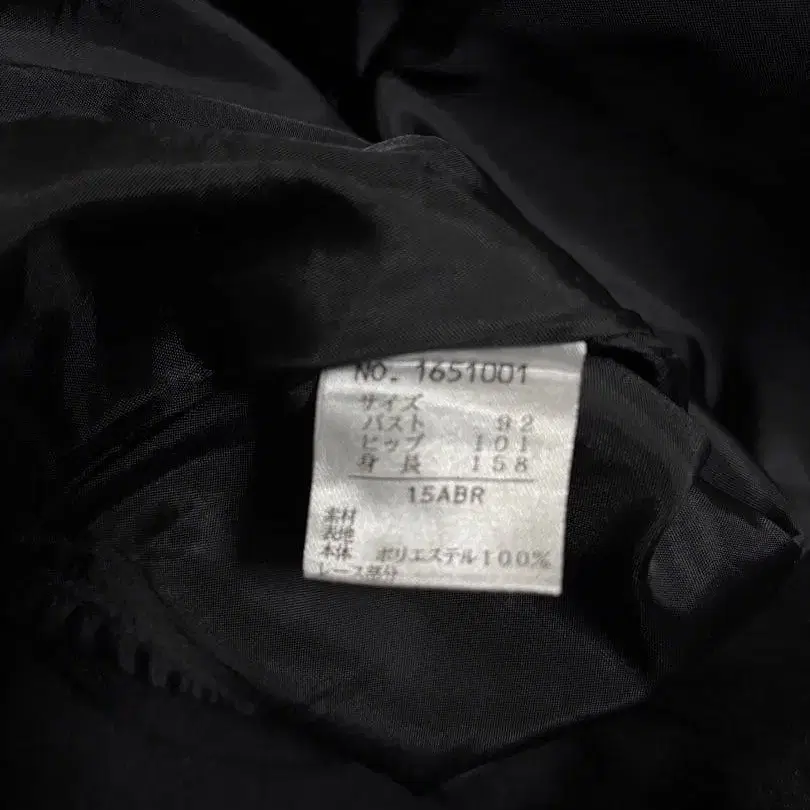 NO. 1651001
サイズ
バスト 92
ヒップ 101
身長 158
15ABR
素材
表地
本体 ポリエステル100%
レース部分